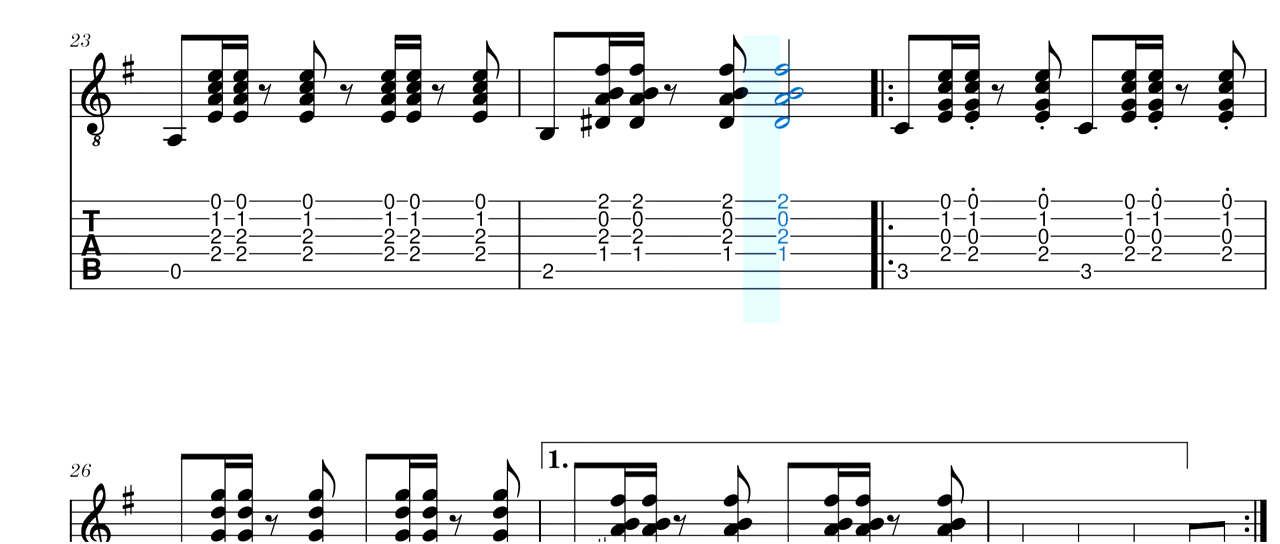 23
8
0 0 0 0 0 0 2 2 2 2 0 0 0 0 0 0
1 1 1 1 1 1 0 0 0 0 1 1 1 1 1 1
2 2 2 2 2 2 2 2 2 2 0 0 0 0 0 0
2 2 2 2 2 2 1 1 1 1 2 2 2 2 2 2
0 2 3 3
TAB
26
1.